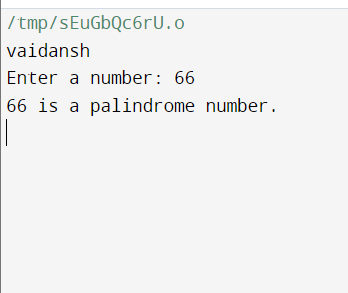 /tmp/sEuGbQc6rU.o
vaidansh
Enter a number: 66
66 is a palindrome number.